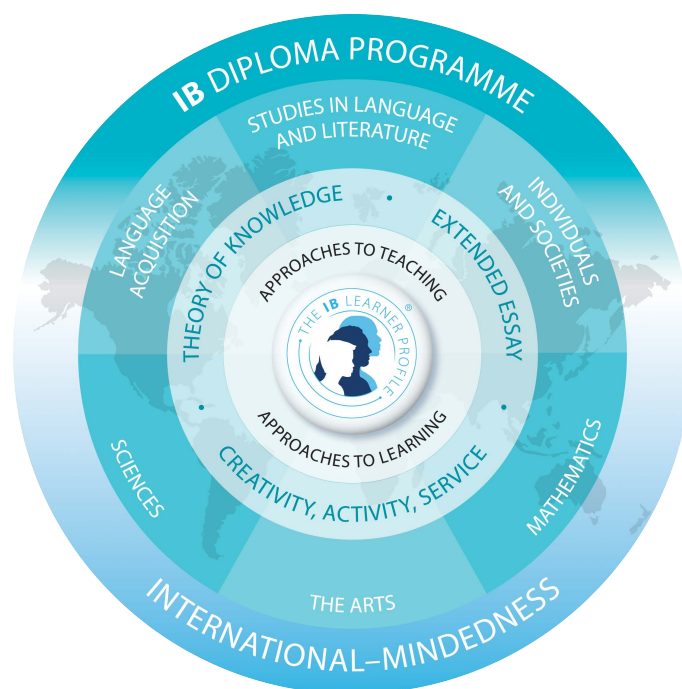 IB DIPLOMA PROGRAMME
STUDIES IN LANGUAGE
AND LITERATURE
LANGUAGE
ACQUISITION
INDIVIDUALS
AND SOCIETIES
THEORY OF KNOWLEDGE
•
EXTENDED ESSAY
APPROACHES TO TEACHING
THE IB LEARNER PROFILE
®
APPROACHES TO LEARNING
•
•
CREATIVITY, ACTIVITY, SERVICE
SCIENCES
MATHEMATICS
THE ARTS
INTERNATIONAL–MINDEDNESS